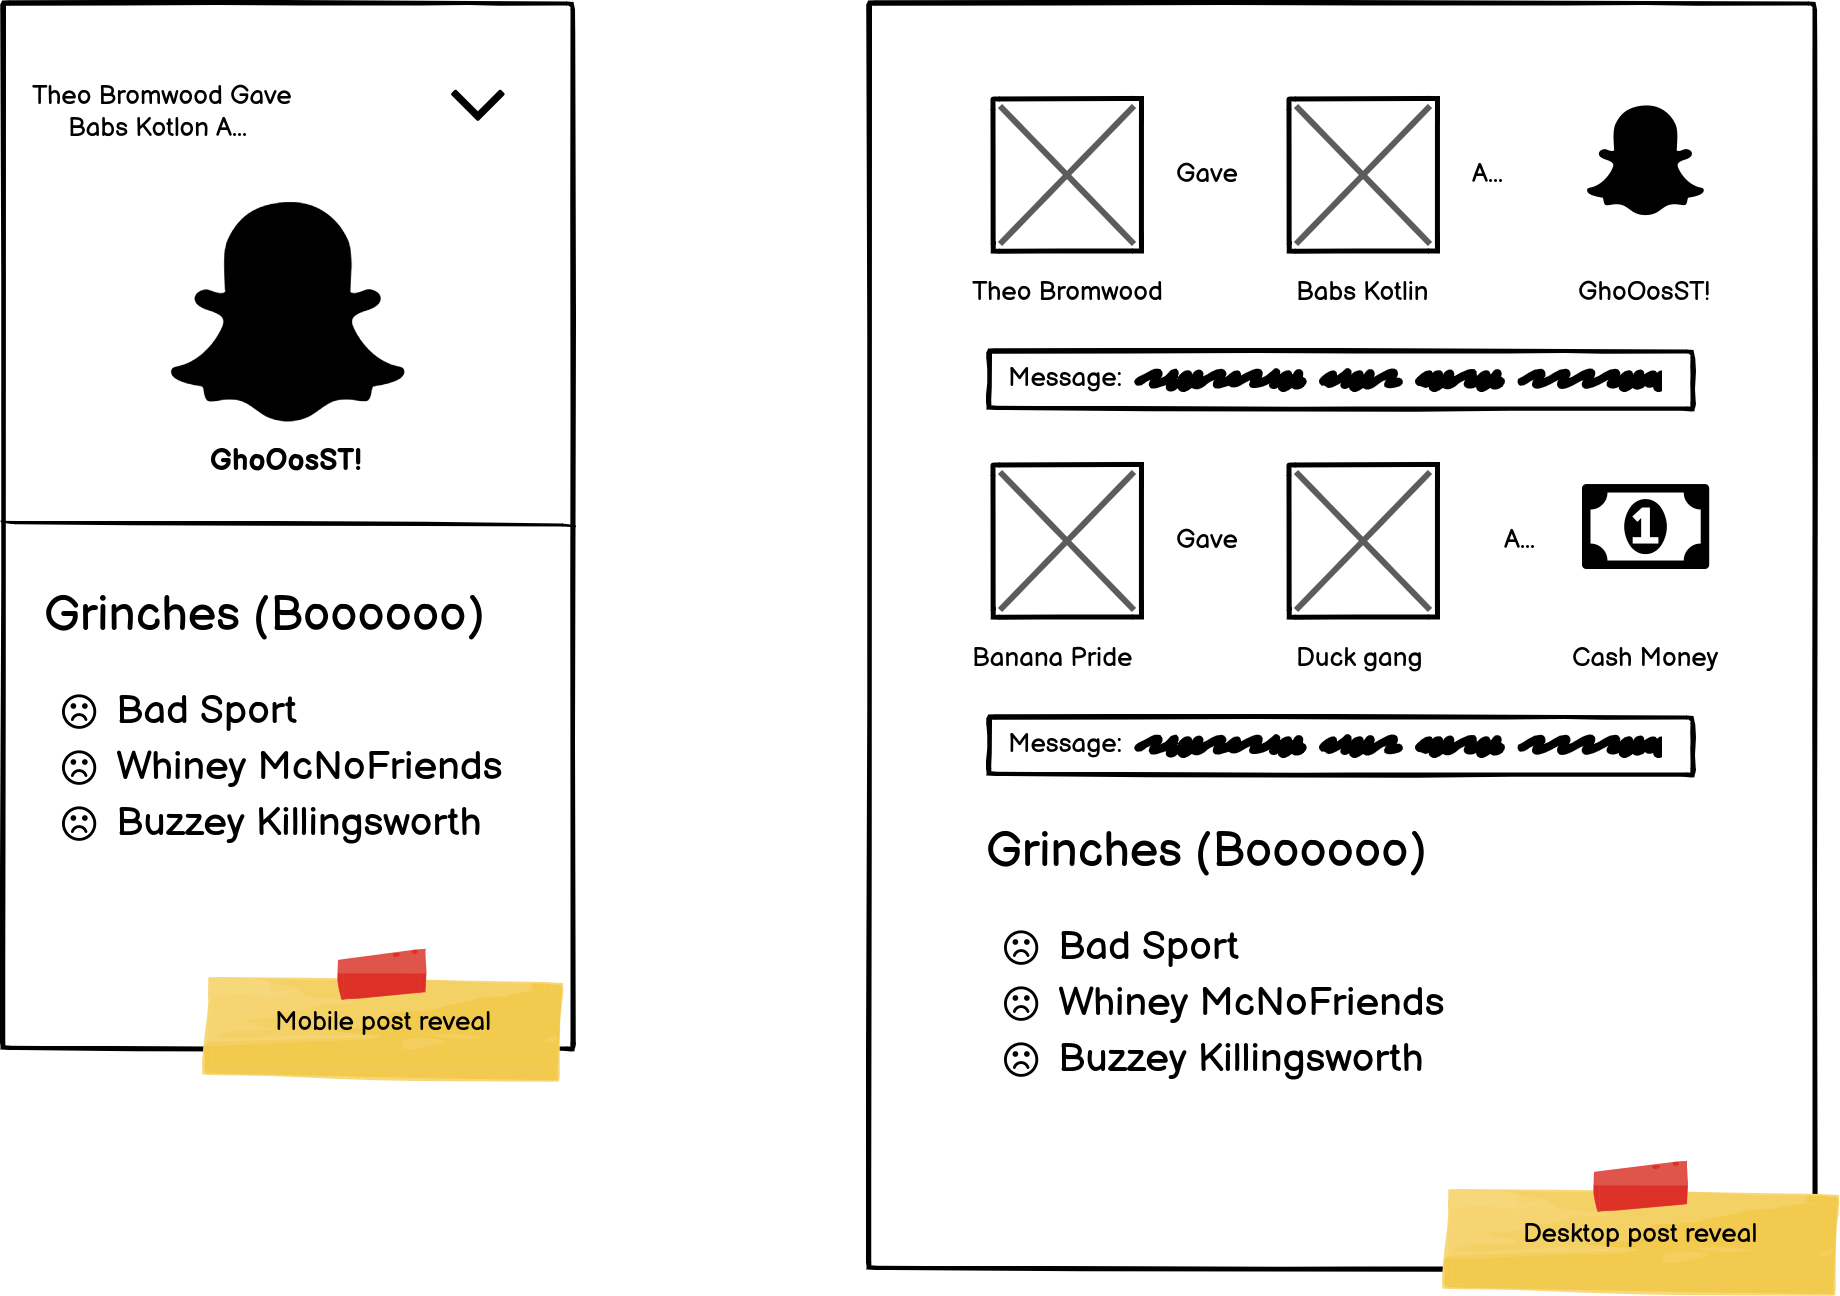 Theo Bromwood Gave
Babs Kotlon A...
GhoOosST!
Grinches (Boooooo)
Bad Sport
Whiney McNoFriends
Buzzey Killingsworth
Mobile post reveal
Gave
A...
Theo Bromwood
Babs Kotlin
GhoOosST!
Message:
Gave
A...
1
Banana Pride
Duck gang
Cash Money
Message:
Grinches (Boooooo)
Bad Sport
Whiney McNoFriends
Buzzey Killingsworth
Desktop post reveal